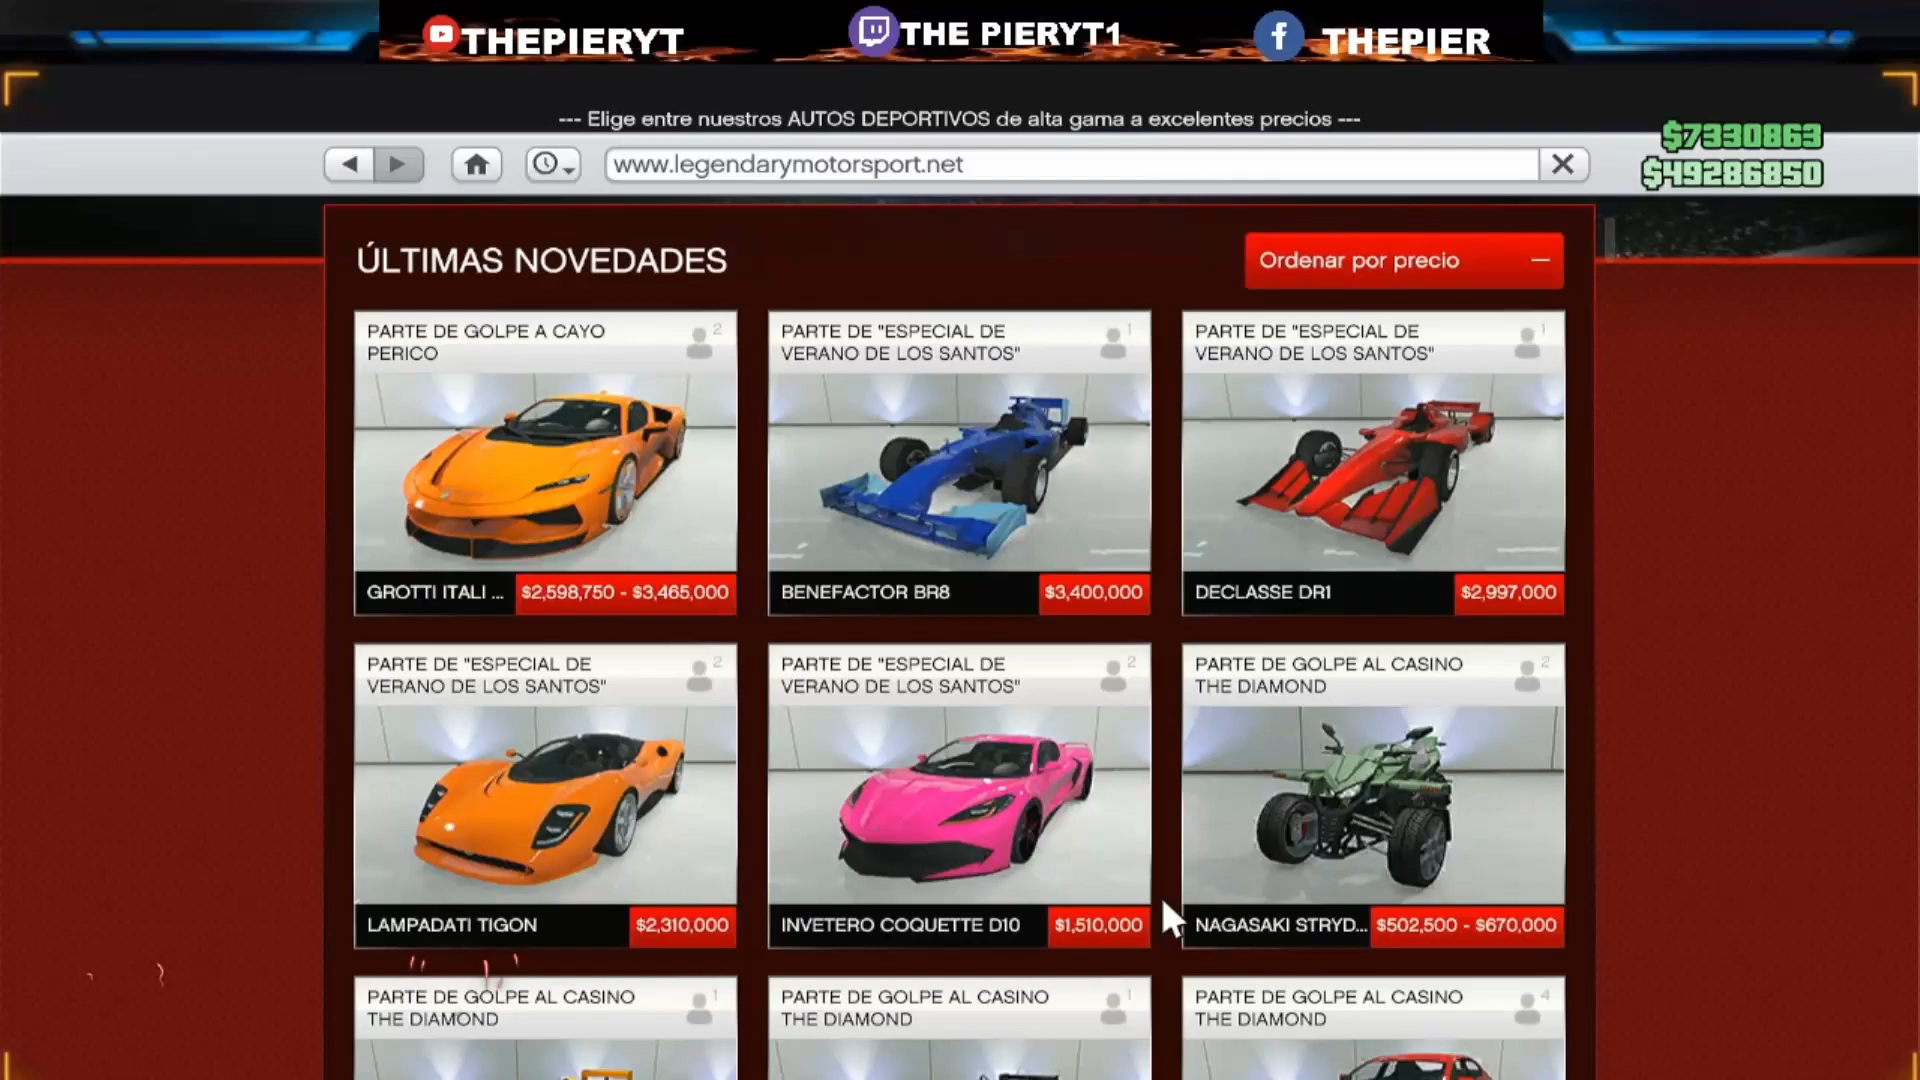 THEPIERYT
THE PIERYT1
THEPIER
--- Elige entre nuestros AUTOS DEPORTIVOS de alta gama a excelentes precios ---
www.legendarymotorsport.net
$7330863
$49286850
ÚLTIMAS NOVEDADES
Ordenar por precio
PARTE DE GOLPE A CAYO
PERICO
2
PARTE DE "ESPECIAL DE
VERANO DE LOS SANTOS"
1
PARTE DE "ESPECIAL DE
VERANO DE LOS SANTOS"
1
GROTTI ITALI ... $2,598,750 - $3,465,000
BENEFACTOR BR8 $3,400,000
DECLASSE DR1 $2,997,000
PARTE DE "ESPECIAL DE
VERANO DE LOS SANTOS"
2
PARTE DE "ESPECIAL DE
VERANO DE LOS SANTOS"
2
PARTE DE GOLPE AL CASINO
THE DIAMOND
2
LAMPADATI TIGON $2,310,000
INVETERO COQUETTE D10 $1,510,000
NAGASAKI STRYD... $502,500 - $670,000
PARTE DE GOLPE AL CASINO
THE DIAMOND
1
PARTE DE GOLPE AL CASINO
THE DIAMOND
1
PARTE DE GOLPE AL CASINO
THE DIAMOND
4